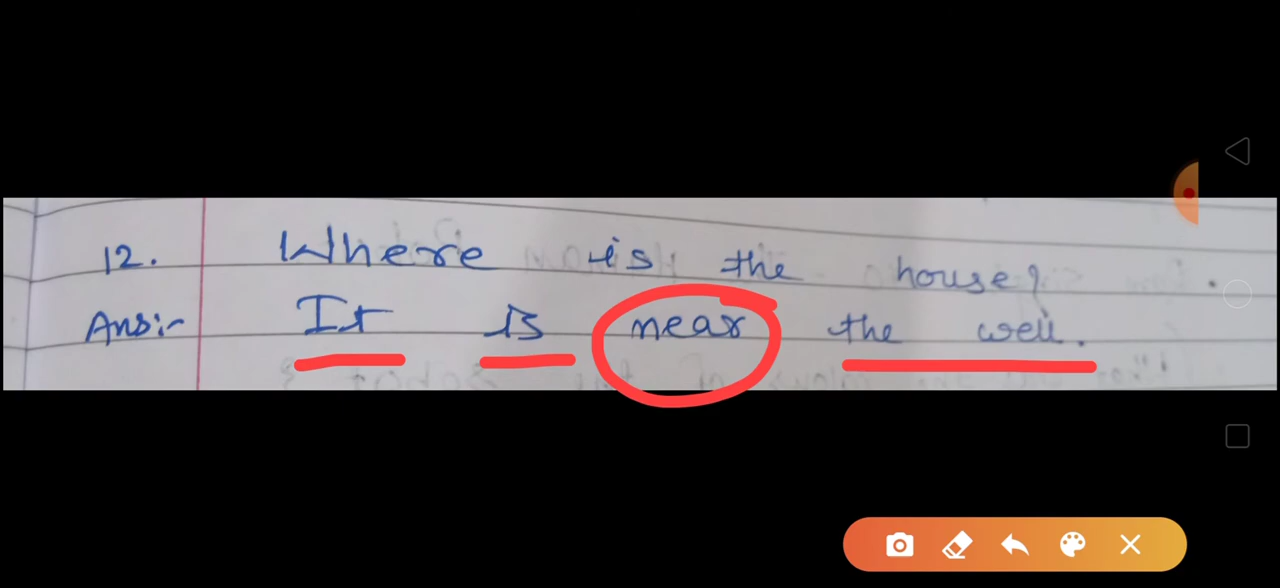 12. Where is the house?
Ans:- It is near the well.